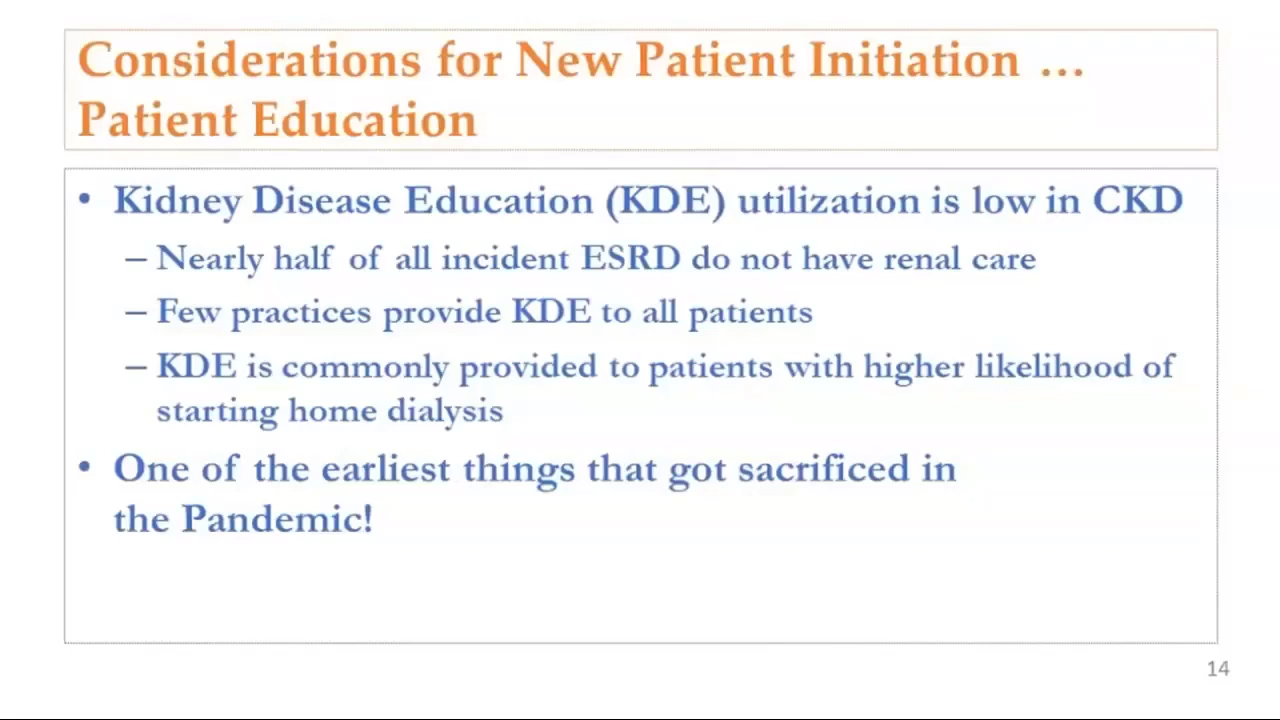 Considerations for New Patient Initiation …
Patient Education
• Kidney Disease Education (KDE) utilization is low in CKD
– Nearly half of all incident ESRD do not have renal care
– Few practices provide KDE to all patients
– KDE is commonly provided to patients with higher likelihood of
starting home dialysis
• One of the earliest things that got sacrificed in
the Pandemic!
14